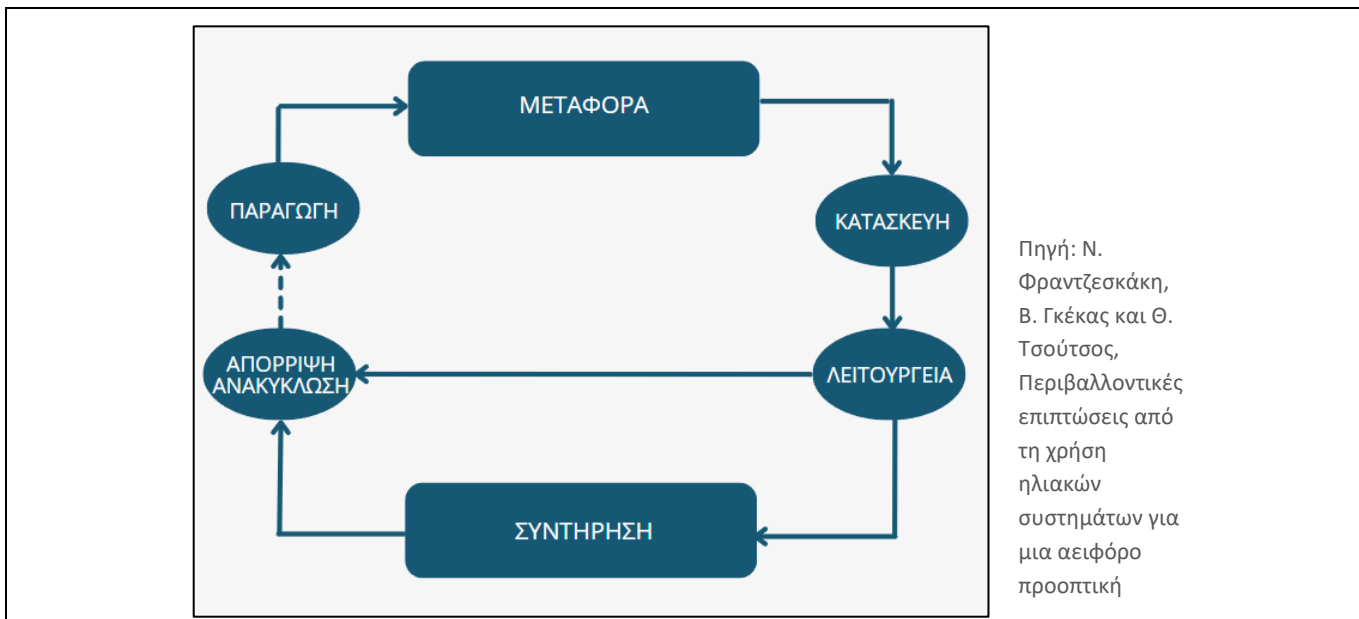 ΜΕΤΑΦΟΡΑ
ΠΑΡΑΓΩΓΗ
ΚΑΤΑΣΚΕΥΗ
ΑΠΟΡΡΙΨΗ
ΑΝΑΚΥΚΛΩΣΗ
ΛΕΙΤΟΥΡΓΕΙΑ
ΣΥΝΤΗΡΗΣΗ
Πηγή: Ν.
Φραντζεσκάκη,
Β. Γκέκας και Θ.
Τσούτσος,
Περιβαλλοντικές
επιπτώσεις από
τη χρήση
ηλιακών
συστημάτων για
μια αειφόρο
προοπτική